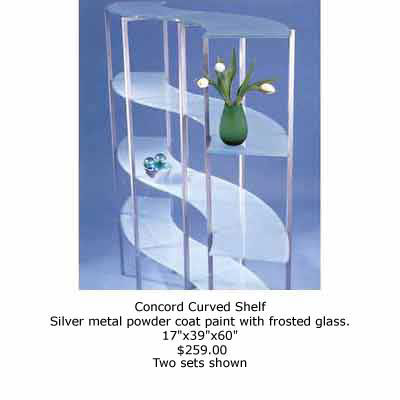 Concord Curved Shelf
Silver metal powder coat paint with frosted glass.
17"x39"x60"
$259.00
Two sets shown